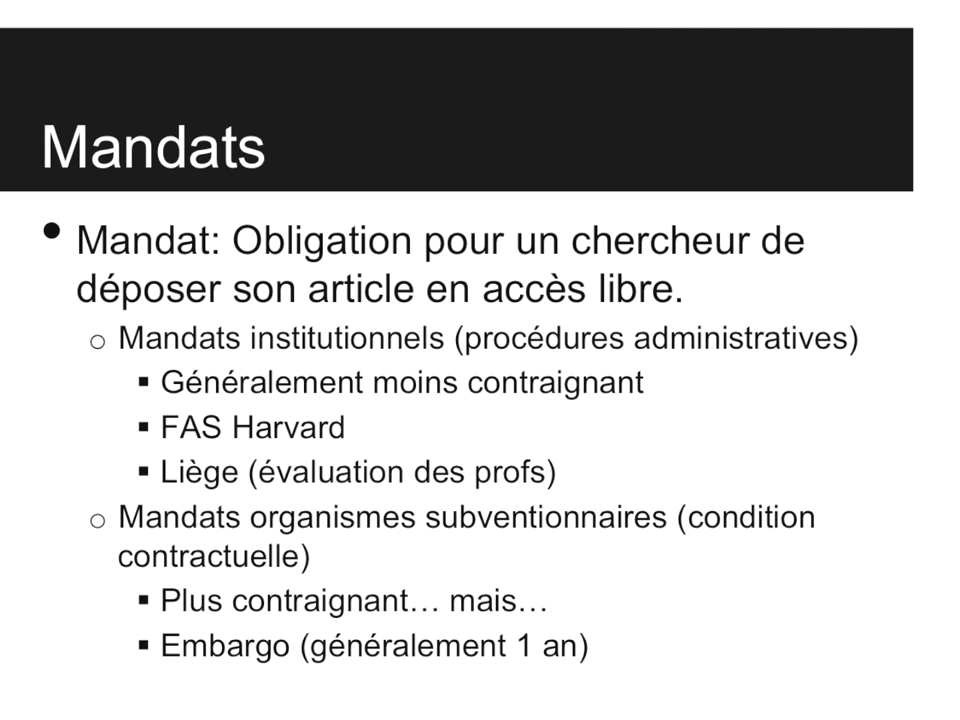 Mandats
• Mandat: Obligation pour un chercheur de
déposer son article en accès libre.
o Mandats institutionnels (procédures administratives)
▪ Généralement moins contraignant
▪ FAS Harvard
▪ Liège (évaluation des profs)
o Mandats organismes subventionnaires (condition
contractuelle)
▪ Plus contraignant… mais…
▪ Embargo (généralement 1 an)